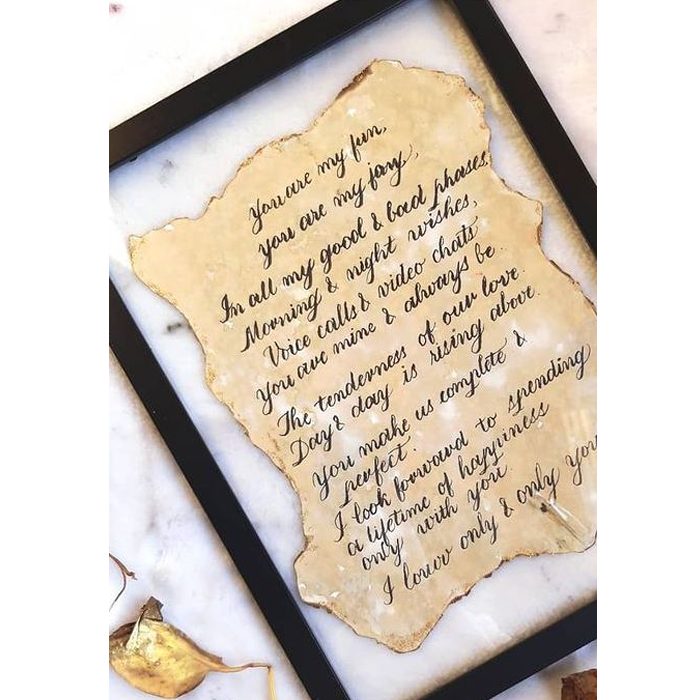 You are my fun,
You are my joy,
In all my good & bad phases,
Morning & night wishes,
Voice calls & video chats
You are mine & always be.
The tenderness of our love.
Day & day is rising above.
You make us complete &
perfect.
I look forward to spending
a lifetime of happiness
only with you.
I love only & only you